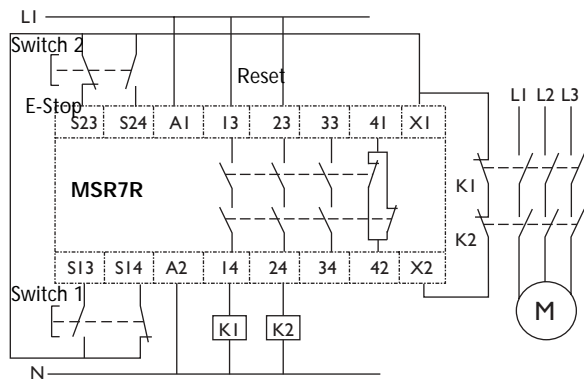 L1
Switch 2
Reset
E-Stop
L1 L2 L3
S23 S24 A1 13 23 33 41 X1
MSR7R
K1
K2
S13 S14 A2 14 24 34 42 X2
Switch 1
K1 K2
M
N